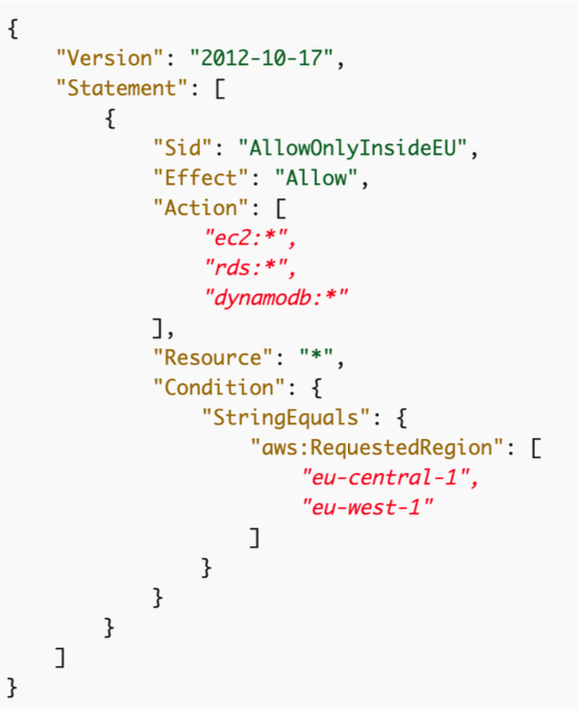 {
    "Version": "2012-10-17",
    "Statement": [
        {
            "Sid": "AllowOnlyInsideEU",
            "Effect": "Allow",
            "Action": [
                "ec2:*",
                "rds:*",
                "dynamodb:*"
            ],
            "Resource": "*",
            "Condition": {
                "StringEquals": {
                    "aws:RequestedRegion": [
                        "eu-central-1",
                        "eu-west-1"
                    ]
                }
            }
        }
    ]
}